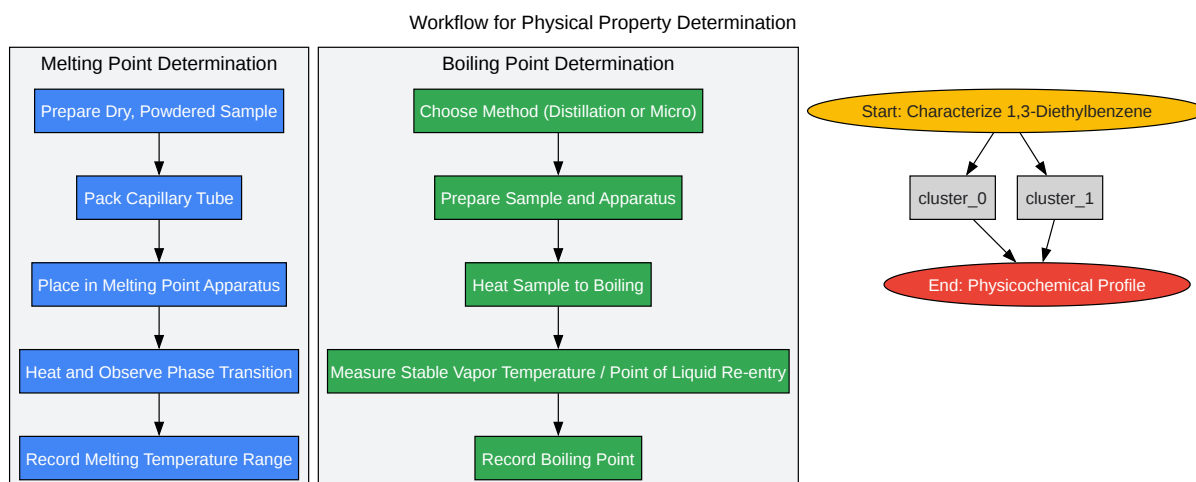 Workflow for Physical Property Determination
Melting Point Determination
Prepare Dry, Powdered Sample
Pack Capillary Tube
Place in Melting Point Apparatus
Heat and Observe Phase Transition
Record Melting Temperature Range
Boiling Point Determination
Choose Method (Distillation or Micro)
Prepare Sample and Apparatus
Heat Sample to Boiling
Measure Stable Vapor Temperature / Point of Liquid Re-entry
Record Boiling Point
Start: Characterize 1,3-Diethylbenzene
cluster_0
cluster_1
End: Physicochemical Profile